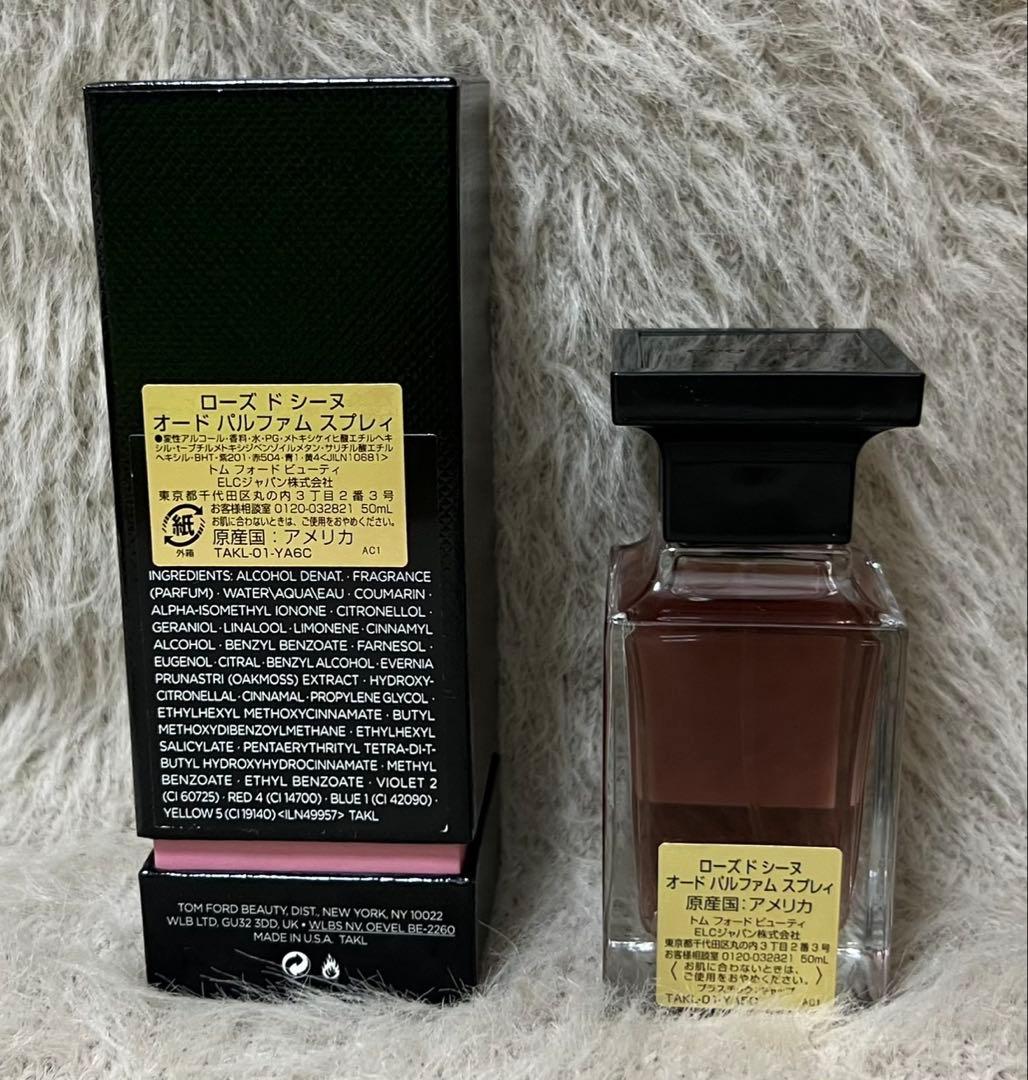 ローズ ド シーヌ
オード パルファム スプレィ
●変性アルコール・香料・水・PG・メトキシケイヒ酸エチルヘキ
シル・t-ブチルメトキシジベンゾイルメタン・サリチル酸エチル
ヘキシル・BHT・紫201・赤504・青1・黄4<JILN10681>
トム フォード ビューティ
ELCジャパン株式会社
東京都千代田区丸の内3丁目2番3号
お客様相談室 0120-032821 50mL
お肌に合わないときは、ご使用をおやめください。
紙
外箱
原産国：アメリカ
TAKL-01-YA6C AC1
INGREDIENTS: ALCOHOL DENAT. · FRAGRANCE
(PARFUM) · WATER\AQUA\EAU · COUMARIN ·
ALPHA-ISOMETHYL IONONE · CITRONELLOL ·
GERANIOL · LINALOOL · LIMONENE · CINNAMYL
ALCOHOL · BENZYL BENZOATE · FARNESOL ·
EUGENOL · CITRAL · BENZYL ALCOHOL · EVERNIA
PRUNASTRI (OAKMOSS) EXTRACT · HYDROXY-
CITRONELLAL · CINNAMAL · PROPYLENE GLYCOL ·
ETHYLHEXYL METHOXYCINNAMATE · BUTYL
METHOXYDIBENZOYLMETHANE · ETHYLHEXYL
SALICYLATE · PENTAERYTHRITYL TETRA-DI-T-
BUTYL HYDROXYHYDROCINNAMATE · METHYL
BENZOATE · ETHYL BENZOATE · VIOLET 2
(CI 60725) · RED 4 (CI 14700) · BLUE 1 (CI 42090) ·
YELLOW 5 (CI 19140) <ILN49957> TAKL
TOM FORD BEAUTY, DIST., NEW YORK, NY 10022
WLB LTD, GU32 3DD, UK · WLBS NV, OEVEL BE-2260
MADE IN U.S.A. TAKL
ローズ ド シーヌ
オード パルファム スプレィ
原産国：アメリカ
トム フォード ビューティ
ELCジャパン株式会社
東京都千代田区丸の内3丁目2番3号
お客様相談室 0120-032821 50mL
〈お肌に合わないときは、
ご使用をおやめください。〉
TAKL-01-YA6C AC1